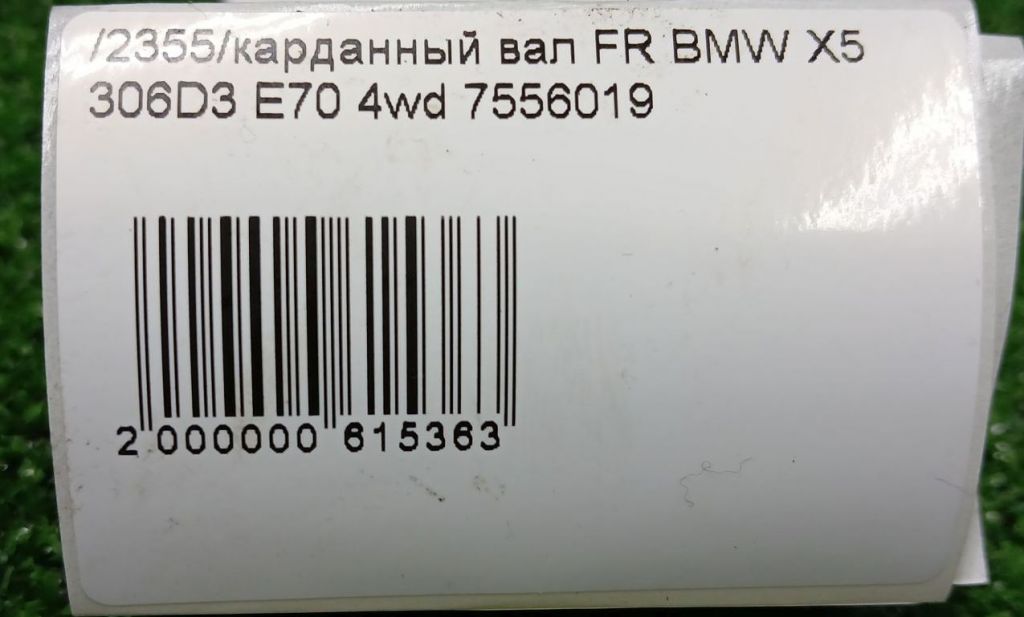 /2355/карданный вал FR BMW X5
306D3 E70 4wd 7556019
2 000000 615363